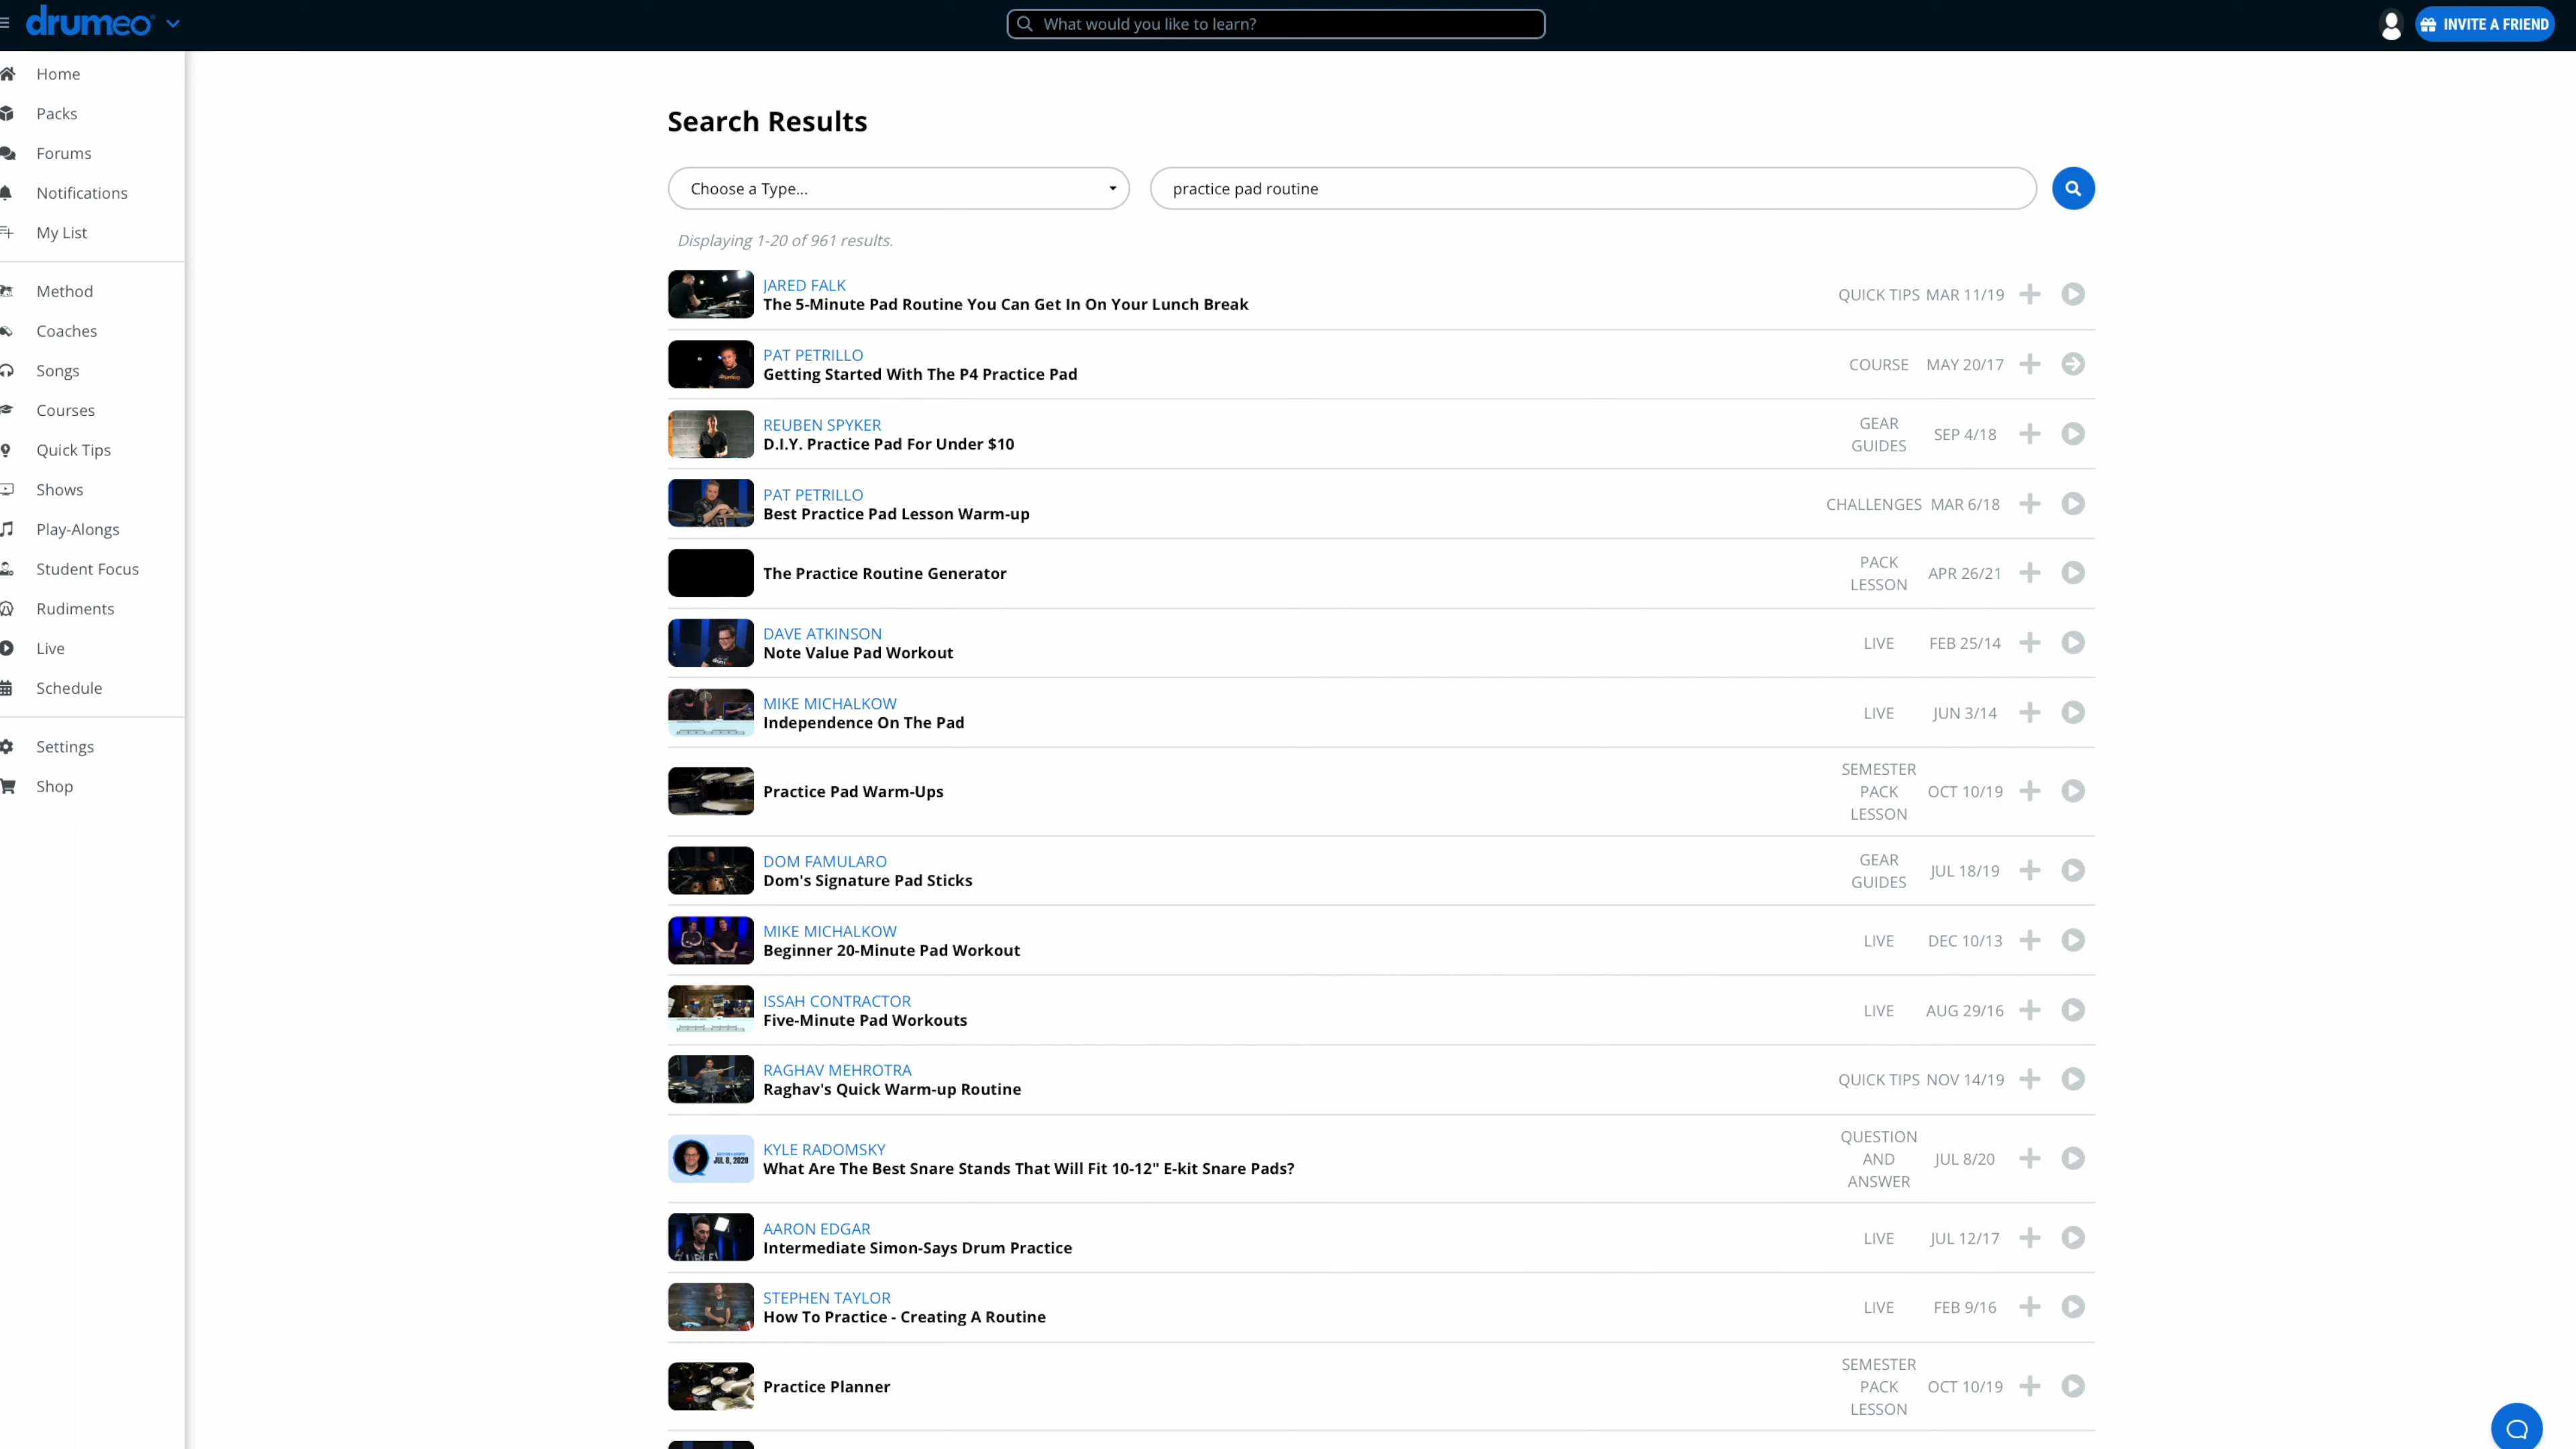 drumeo
What would you like to learn?
INVITE A FRIEND
Home
Packs
Forums
Notifications
My List
Method
Coaches
Songs
Courses
Quick Tips
Shows
Play-Alongs
Student Focus
Rudiments
Live
Schedule
Settings
Shop
Search Results
Choose a Type...
practice pad routine
Displaying 1-20 of 961 results.
JARED FALK
The 5-Minute Pad Routine You Can Get In On Your Lunch Break
QUICK TIPS MAR 11/19
PAT PETRILLO
Getting Started With The P4 Practice Pad
COURSE MAY 20/17
REUBEN SPYKER
D.I.Y. Practice Pad For Under $10
GEAR
GUIDES
SEP 4/18
PAT PETRILLO
Best Practice Pad Lesson Warm-up
CHALLENGES MAR 6/18
The Practice Routine Generator
PACK
LESSON
APR 26/21
DAVE ATKINSON
Note Value Pad Workout
LIVE FEB 25/14
MIKE MICHALKOW
Independence On The Pad
LIVE JUN 3/14
Practice Pad Warm-Ups
SEMESTER
PACK
LESSON
OCT 10/19
DOM FAMULARO
Dom's Signature Pad Sticks
GEAR
GUIDES
JUL 18/19
MIKE MICHALKOW
Beginner 20-Minute Pad Workout
LIVE DEC 10/13
ISSAH CONTRACTOR
Five-Minute Pad Workouts
LIVE AUG 29/16
RAGHAV MEHROTRA
Raghav's Quick Warm-up Routine
QUICK TIPS NOV 14/19
JUL 8, 2020
KYLE RADOMSKY
What Are The Best Snare Stands That Will Fit 10-12" E-kit Snare Pads?
QUESTION
AND
ANSWER
JUL 8/20
AARON EDGAR
Intermediate Simon-Says Drum Practice
LIVE JUL 12/17
STEPHEN TAYLOR
How To Practice - Creating A Routine
LIVE FEB 9/16
Practice Planner
SEMESTER
PACK
LESSON
OCT 10/19